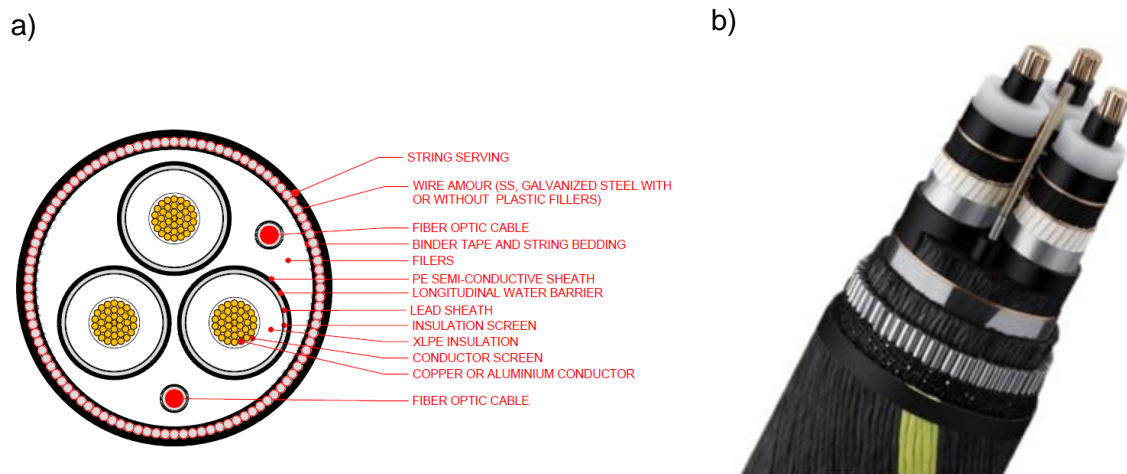 a)
b)
STRING SERVING
WIRE AMOUR (SS, GALVANIZED STEEL WITH
OR WITHOUT PLASTIC FILLERS)
FIBER OPTIC CABLE
BINDER TAPE AND STRING BEDDING
FILERS
PE SEMI-CONDUCTIVE SHEATH
LONGITUDINAL WATER BARRIER
LEAD SHEATH
INSULATION SCREEN
XLPE INSULATION
CONDUCTOR SCREEN
COPPER OR ALUMINIUM CONDUCTOR
FIBER OPTIC CABLE